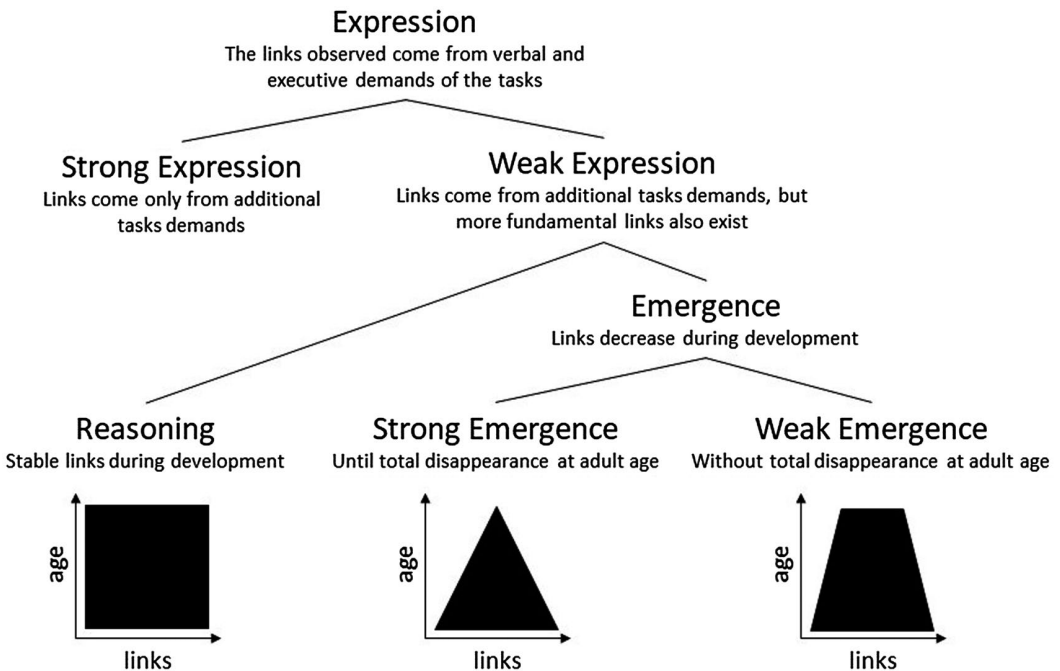 Expression
The links observed come from verbal and
executive demands of the tasks
Strong Expression
Links come only from additional
tasks demands
Weak Expression
Links come from additional tasks demands, but
more fundamental links also exist
Emergence
Links decrease during development
Reasoning
Stable links during development
Strong Emergence
Until total disappearance at adult age
Weak Emergence
Without total disappearance at adult age
age
links
age
links
age
links